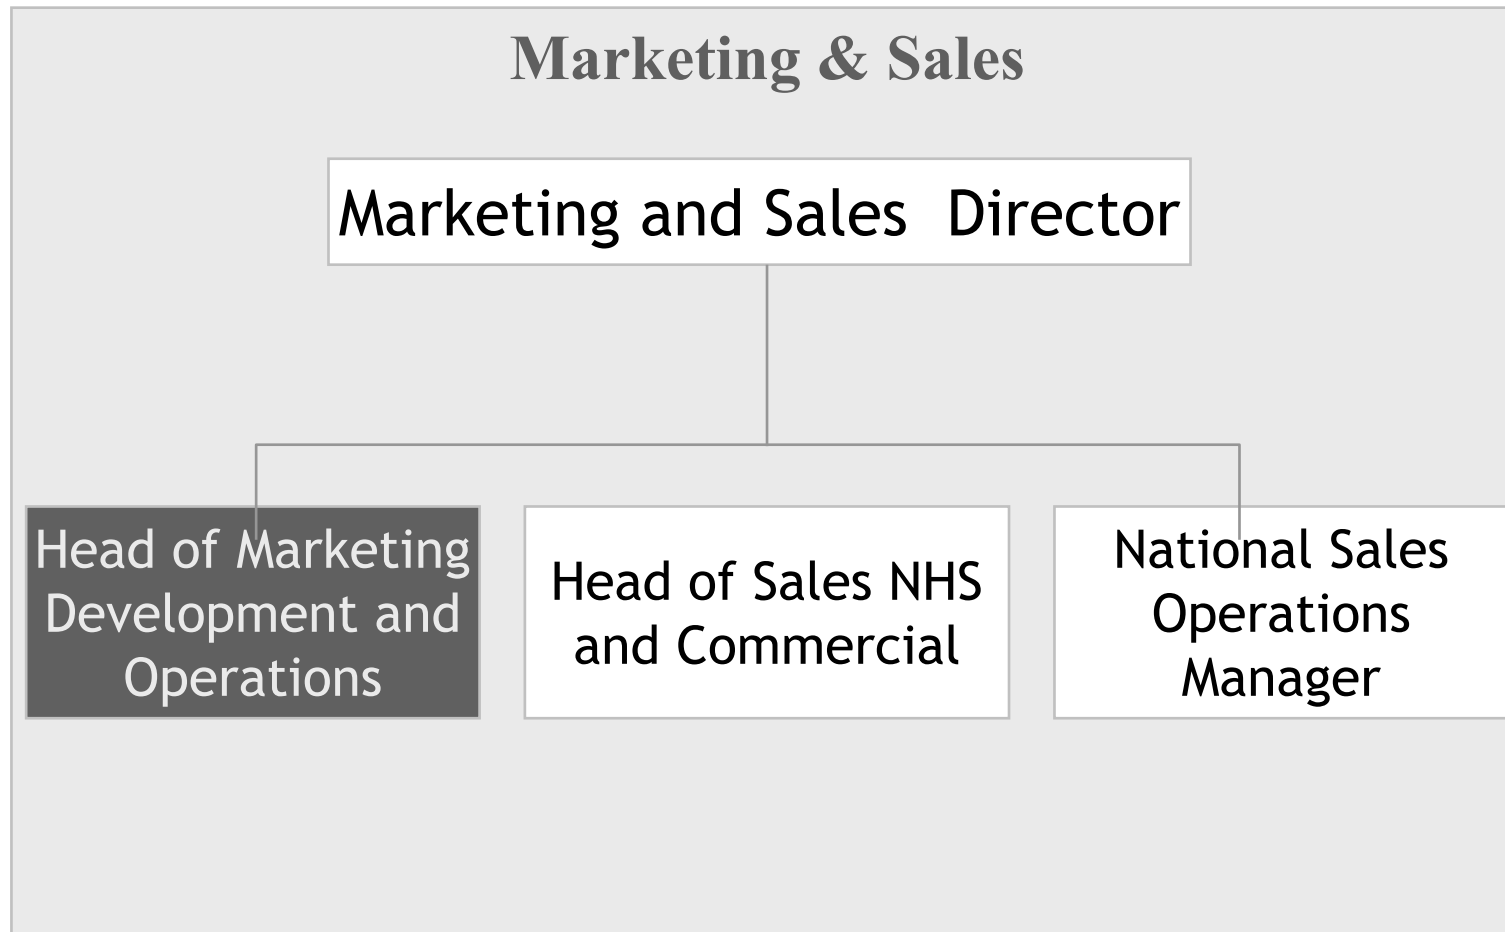 Marketing & Sales
Marketing and Sales  Director
Head of Marketing
Development and
Operations
Head of Sales NHS
and Commercial
National Sales
Operations
Manager